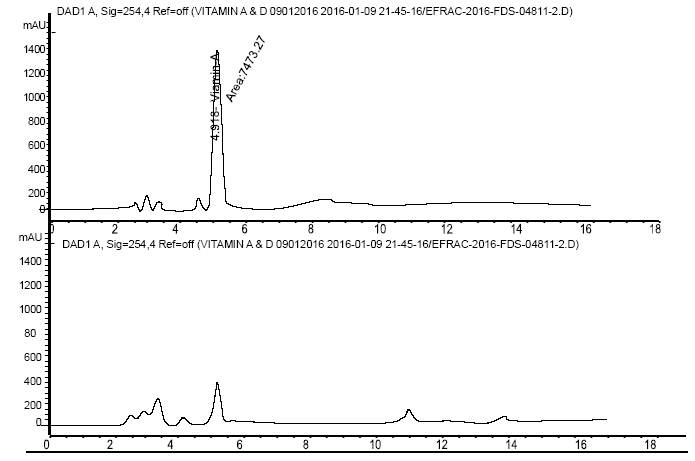 DAD1 A, Sig=254,4 Ref=off (VITAMIN A & D 09012016 2016-01-09 21-45-16/EFRAC-2016-FDS-04811-2.D)
mAU
1400
1200
1000
800
600
400
200
0
4.918- Viamin A
Area:7473.27
0 2 4 6 8 10 12 14 16 18
mAU
DAD1 A, Sig=254,4 Ref=off (VITAMIN A & D 09012016 2016-01-09 21-45-16/EFRAC-2016-FDS-04811-2.D)
1400
1200
1000
80
600
400
200
0
0 2 4 6 8 10 12 14 16 18